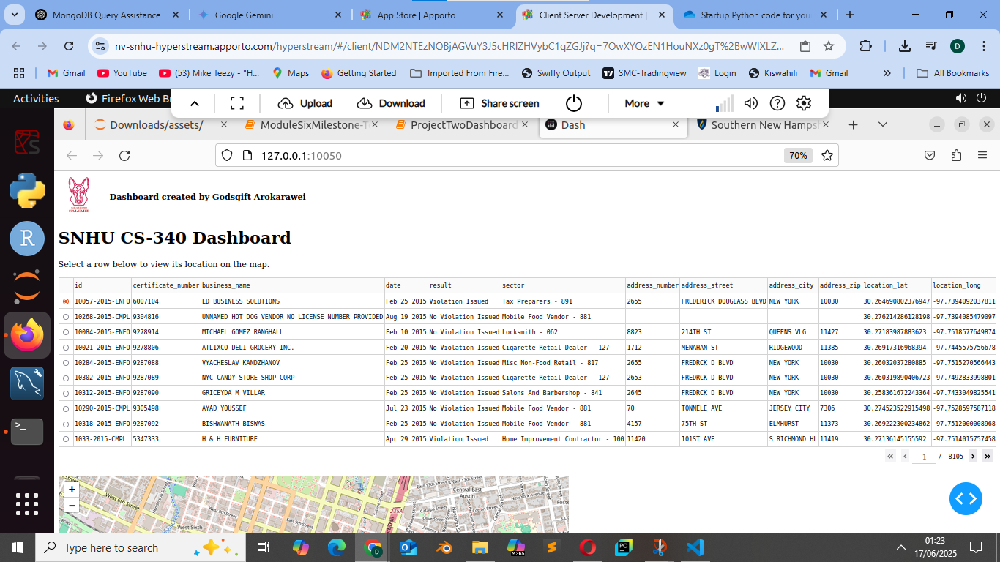 MongoDB Query Assistance
Google Gemini
App Store | Apporto
Client Server Development |
Startup Python code for you
nv-snhu-hyperstream.apporto.com/hyperstream/#/client/NDM2NTEzNQBjAGVuY3J5cHRlZHVybC1qZGJj?q=7OwXYQzEN1HouNXz0gT%2BwWlXLZ...
D
Gmail
YouTube
(53) Mike Teezy - "H...
Maps
Getting Started
Imported From Fire...
Swiffy Output
SMC-Tradingview
Login
Kiswahili
Gmail
All Bookmarks
Activities
Firefox Web Br
Upload
Download
Share screen
More
Downloads/assets/
ModuleSixMilestone-T
ProjectTwoDashboard
Dash
Southern New Hamps
127.0.0.1:10050
70%
SALVARE
Dashboard created by Godsgift Arokarawei
SNHU CS-340 Dashboard
Select a row below to view its location on the map.
id certificate_number business_name date result sector address_number address_street address_city address_zip location_lat location_long
10057-2015-ENFO 6007104 LD BUSINESS SOLUTIONS Feb 25 2015 Violation Issued Tax Preparers - 891 2655 FREDERICK DOUGLASS BLVD NEW YORK 10030 30.264690802376947 -97.7394092037811
10268-2015-CMPL 9304816 UNNAMED HOT DOG VENDOR NO LICENSE NUMBER PROVIDED Aug 19 2015 No Violation Issued Mobile Food Vendor - 881 30.276214286128198 -97.7394085479097
10084-2015-ENFO 9278914 MICHAEL GOMEZ RANGHALL Feb 10 2015 No Violation Issued Locksmith - 062 8823 214TH ST QUEENS VLG 11427 30.27183987883623 -97.7518577649874
10021-2015-ENFO 9278806 ATLIXCO DELI GROCERY INC. Feb 20 2015 No Violation Issued Cigarette Retail Dealer - 127 1712 MENAHAN ST RIDGEWOOD 11385 30.26917316968394 -97.7445575756678
10284-2015-ENFO 9287088 VYACHESLAV KANDZHANOV Feb 25 2015 No Violation Issued Misc Non-Food Retail - 817 2655 FREDRCK D BLVD NEW YORK 10030 30.26032037280885 -97.7515270566443
10302-2015-ENFO 9287089 NYC CANDY STORE SHOP CORP Feb 25 2015 No Violation Issued Cigarette Retail Dealer - 127 2653 FREDRCK D BLVD NEW YORK 10030 30.260319890406723 -97.7492833998801
10312-2015-ENFO 9287090 GRICEYDA M VILLAR Feb 25 2015 No Violation Issued Salons And Barbershop - 841 2645 FREDRCK D BLVD NEW YORK 10030 30.258361672243364 -97.7433049825541
10290-2015-CMPL 9305498 AYAD YOUSSEF Jul 23 2015 No Violation Issued Mobile Food Vendor - 881 70 TONNELE AVE JERSEY CITY 7306 30.274523522915498 -97.7528597587118
10318-2015-ENFO 9287092 BISHWANATH BISWAS Feb 25 2015 No Violation Issued Mobile Food Vendor - 881 4157 75TH ST ELMHURST 11373 30.269222300234862 -97.7512000008968
1033-2015-CMPL 5347333 H & H FURNITURE Apr 29 2015 Violation Issued Home Improvement Contractor - 100 11420 101ST AVE S RICHMOND HL 11419 30.27136145155592 -97.7514015757458
1 / 8105
+
−
West 6th Street
West Sixth
West 8th Street
East 9th Street
235A
Central East
Austin
East 13th Street
New York Ave
Catalpa Street
Cotton Street
Type here to search
M365
01:23
17/06/2025